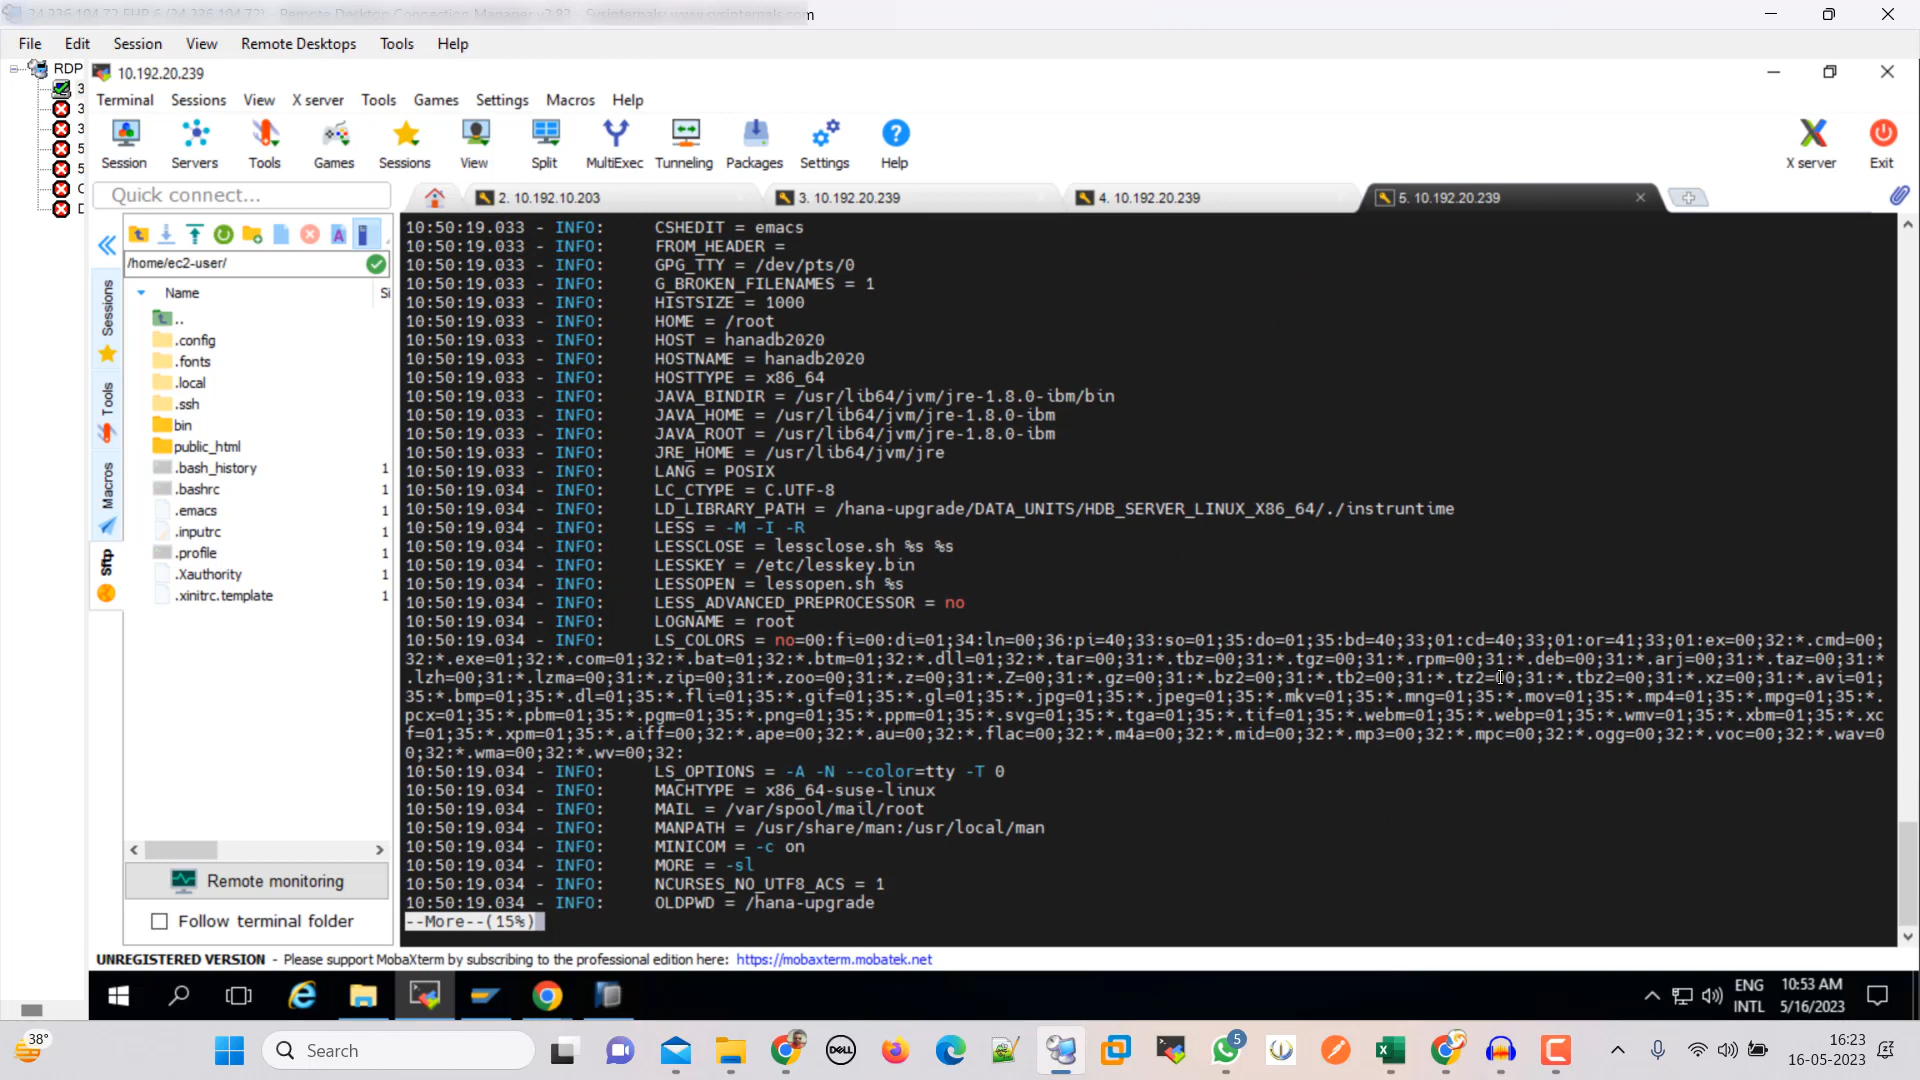 File Edit Session View Remote Desktops Tools Help
RDP
10.192.20.239
Terminal Sessions View X server Tools Games Settings Macros Help
Session Servers Tools Games Sessions View Split MultiExec Tunneling Packages Settings Help X server Exit
Quick connect...
2. 10.192.10.203
3. 10.192.20.239
4. 10.192.20.239
5. 10.192.20.239
/home/ec2-user/
Name Si
..
.config
.fonts
.local
.ssh
bin
public_html
.bash_history 1
.bashrc 1
.emacs 1
.inputrc 1
.profile 1
.Xauthority 1
.xinitrc.template 1
Sessions
Tools
Macros
Sftp
Remote monitoring
Follow terminal folder
10:50:19.033 - INFO: CSHEDIT = emacs
10:50:19.033 - INFO: FROM_HEADER =
10:50:19.033 - INFO: GPG_TTY = /dev/pts/0
10:50:19.033 - INFO: G_BROKEN_FILENAMES = 1
10:50:19.033 - INFO: HISTSIZE = 1000
10:50:19.033 - INFO: HOME = /root
10:50:19.033 - INFO: HOST = hanadb2020
10:50:19.033 - INFO: HOSTNAME = hanadb2020
10:50:19.033 - INFO: HOSTTYPE = x86_64
10:50:19.033 - INFO: JAVA_BINDIR = /usr/lib64/jvm/jre-1.8.0-ibm/bin
10:50:19.033 - INFO: JAVA_HOME = /usr/lib64/jvm/jre-1.8.0-ibm
10:50:19.033 - INFO: JAVA_ROOT = /usr/lib64/jvm/jre-1.8.0-ibm
10:50:19.033 - INFO: JRE_HOME = /usr/lib64/jvm/jre
10:50:19.033 - INFO: LANG = POSIX
10:50:19.034 - INFO: LC_CTYPE = C.UTF-8
10:50:19.034 - INFO: LD_LIBRARY_PATH = /hana-upgrade/DATA_UNITS/HDB_SERVER_LINUX_X86_64/./instruntime
10:50:19.034 - INFO: LESS = -M -I -R
10:50:19.034 - INFO: LESSCLOSE = lessclose.sh %s %s
10:50:19.034 - INFO: LESSKEY = /etc/lesskey.bin
10:50:19.034 - INFO: LESSOPEN = lessopen.sh %s
10:50:19.034 - INFO: LESS_ADVANCED_PREPROCESSOR = no
10:50:19.034 - INFO: LOGNAME = root
10:50:19.034 - INFO: LS_COLORS = no=00:fi=00:di=01;34:ln=00;36:pi=40;33:so=01;35:do=01;35:bd=40;33;01:cd=40;33;01:or=41;33;01:ex=00;32:*.cmd=00;
32:*.exe=01;32:*.com=01;32:*.bat=01;32:*.btm=01;32:*.dll=01;32:*.tar=00;31:*.tbz=00;31:*.tgz=00;31:*.rpm=00;31:*.deb=00;31:*.arj=00;31:*.taz=00;31:*
.lzh=00;31:*.lzma=00;31:*.zip=00;31:*.zoo=00;31:*.z=00;31:*.Z=00;31:*.gz=00;31:*.bz2=00;31:*.tb2=00;31:*.tz2=00;31:*.tbz2=00;31:*.xz=00;31:*.avi=01;
35:*.bmp=01;35:*.dl=01;35:*.fli=01;35:*.gif=01;35:*.gl=01;35:*.jpg=01;35:*.jpeg=01;35:*.mkv=01;35:*.mng=01;35:*.mov=01;35:*.mp4=01;35:*.mpg=01;35:*.
pcx=01;35:*.pbm=01;35:*.pgm=01;35:*.png=01;35:*.ppm=01;35:*.svg=01;35:*.tga=01;35:*.tif=01;35:*.webm=01;35:*.webp=01;35:*.wmv=01;35:*.xbm=01;35:*.xc
f=01;35:*.xpm=01;35:*.aiff=00;32:*.ape=00;32:*.au=00;32:*.flac=00;32:*.m4a=00;32:*.mid=00;32:*.mp3=00;32:*.mpc=00;32:*.ogg=00;32:*.voc=00;32:*.wav=0
0;32:*.wma=00;32:*.wv=00;32:
10:50:19.034 - INFO: LS_OPTIONS = -A -N --color=tty -T 0
10:50:19.034 - INFO: MACHTYPE = x86_64-suse-linux
10:50:19.034 - INFO: MAIL = /var/spool/mail/root
10:50:19.034 - INFO: MANPATH = /usr/share/man:/usr/local/man
10:50:19.034 - INFO: MINICOM = -c on
10:50:19.034 - INFO: MORE = -sl
10:50:19.034 - INFO: NCURSES_NO_UTF8_ACS = 1
10:50:19.034 - INFO: OLDPWD = /hana-upgrade
--More--(15%)
UNREGISTERED VERSION - Please support MobaXterm by subscribing to the professional edition here: https://mobaxterm.mobatek.net
ENG
INTL
10:53 AM
5/16/2023
38°
Search
DELL
5
16:23
16-05-2023